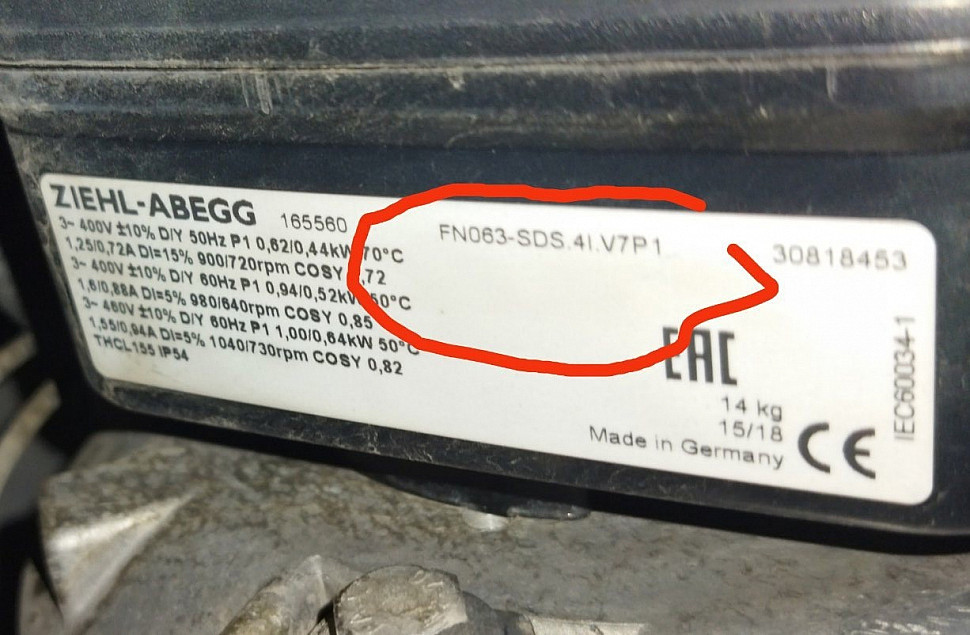 ZIEHL-ABEGG 165560 FN063-SDS.4I.V7P1 30818453
3~ 400V ±10% D/Y 50Hz P1 0,62/0,44kW 70°C
1,25/0,72A DI=15% 900/720rpm COSY 0,72
3~ 400V ±10% D/Y 60Hz P1 0,94/0,52kW 50°C
1,6/0,88A DI=5% 980/640rpm COSY 0,85
3~ 460V ±10% D/Y 60Hz P1 1,00/0,64kW 50°C
1,55/0,94A DI=5% 1040/730rpm COSY 0,82
THCL155 IP54
EAC
14 kg
15/18
Made in Germany
CE
IEC60034-1